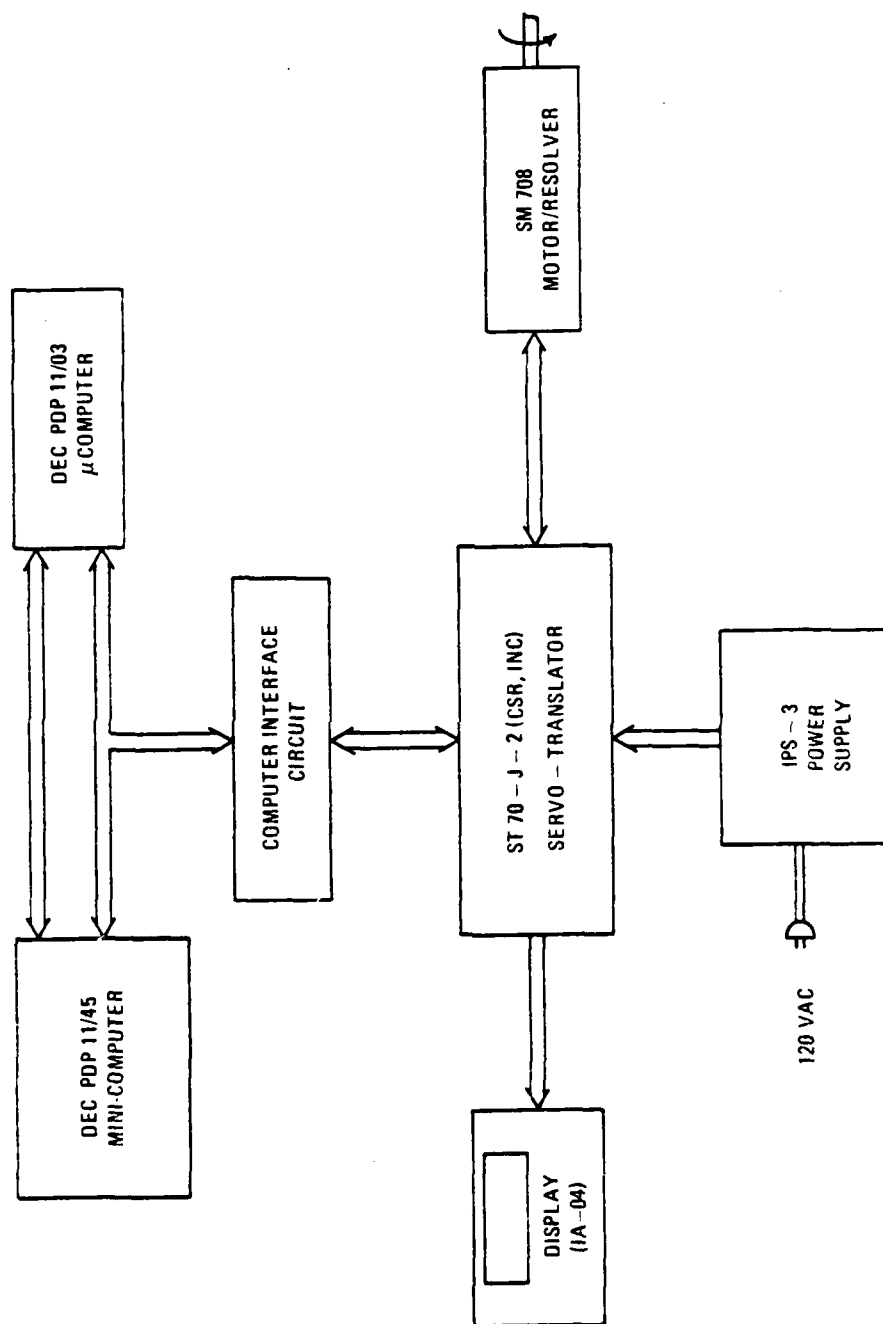 DEC PDP 11/45
MINI-COMPUTER
DEC PDP 11/03
μCOMPUTER
COMPUTER INTERFACE
CIRCUIT
DISPLAY
(IA-04)
ST 70 - J - 2 (CSR, INC)
SERVO - TRANSLATOR
SM 708
MOTOR/RESOLVER
120 VAC
IPS - 3
POWER
SUPPLY